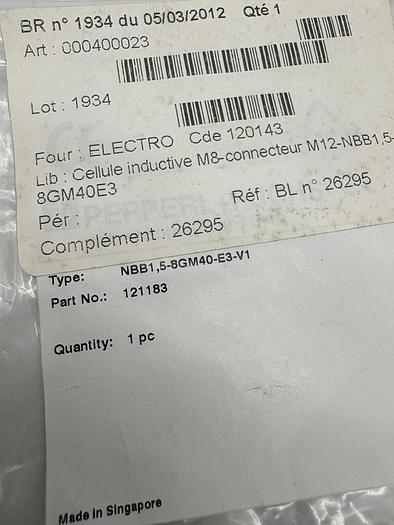 BR n° 1934 du 05/03/2012 Qté 1
Art : 000400023
Lot : 1934
Four : ELECTRO Cde 120143
Lib : Cellule inductive M8-connecteur M12-NBB1,5-
8GM40E3
Pér : Réf : BL n° 26295
PEPPERL
Complément : 26295
Type: NBB1,5-8GM40-E3-V1
Part No.: 121183
Quantity: 1 pc
Made in Singapore